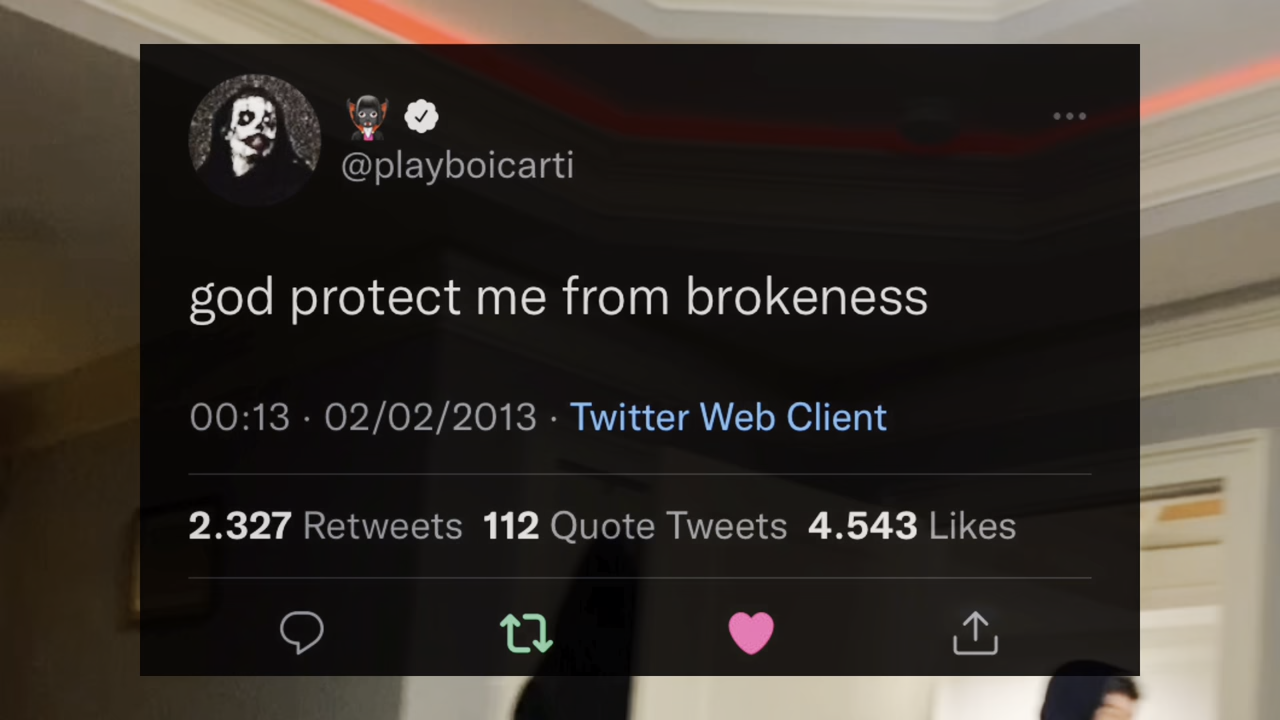 @playboicarti
god protect me from brokeness
00:13 · 02/02/2013 · Twitter Web Client
2.327 Retweets 112 Quote Tweets 4.543 Likes